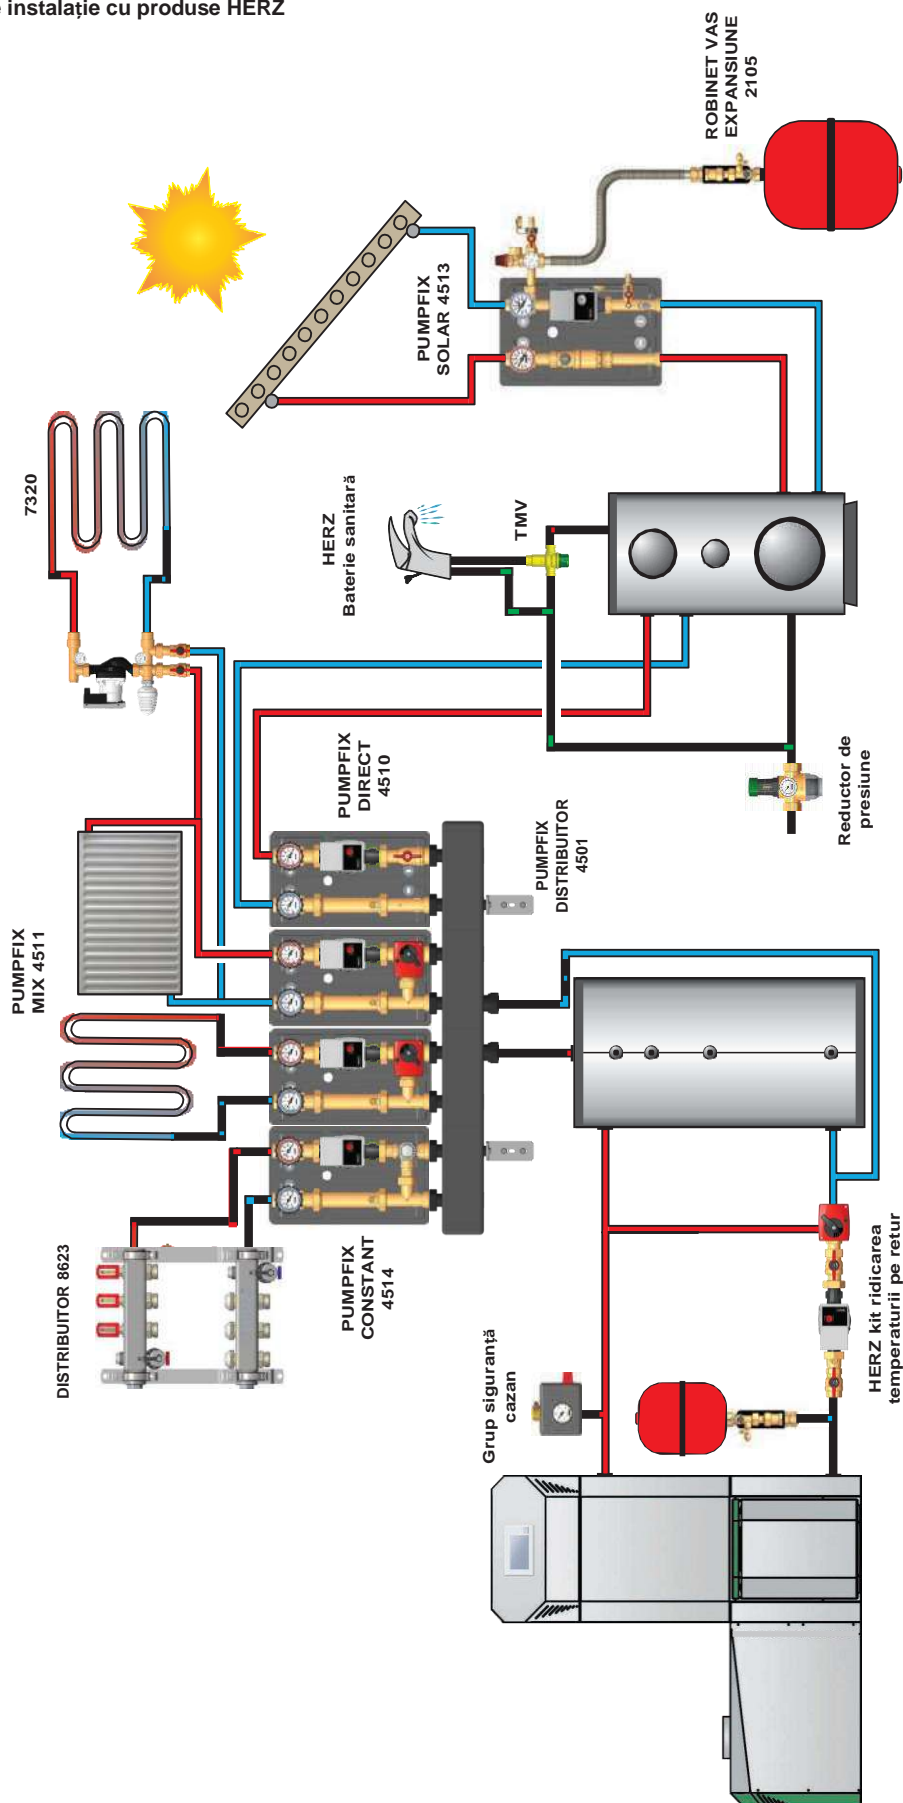 instalație cu produse HERZ
ROBINET VAS
EXPANSIUNE
2105
PUMPFIX
SOLAR 4513
7320
HERZ
Baterie sanitară
TMV
PUMPFIX
DIRECT
4510
Reductor de
presiune
PUMPFIX
DISTRIBUITOR
4501
PUMPFIX
MIX 4511
DISTRIBUITOR 8623
PUMPFIX
CONSTANT
4514
Grup siguranță
cazan
HERZ kit ridicarea
temperaturii pe retur